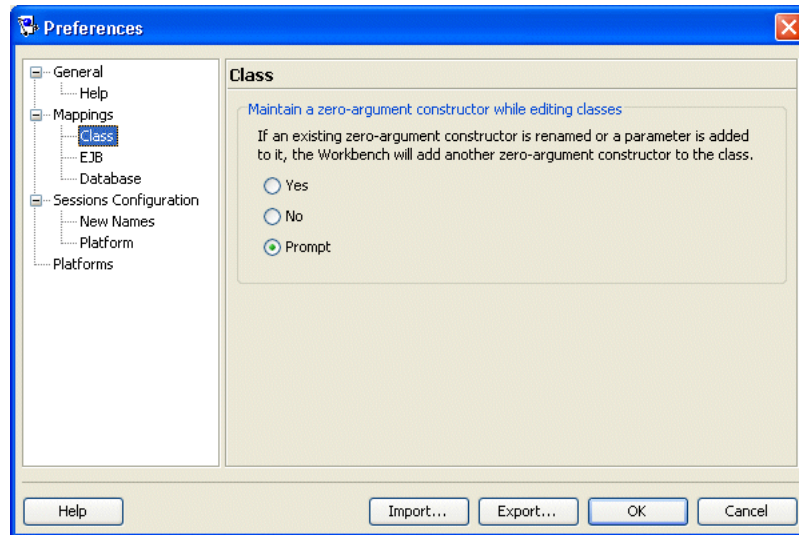 Preferences
General
Help
Mappings
Class
EJB
Database
Sessions Configuration
New Names
Platform
Platforms
Class
Maintain a zero-argument constructor while editing classes
If an existing zero-argument constructor is renamed or a parameter is added
to it, the Workbench will add another zero-argument constructor to the class.
Yes
No
Prompt
Help
Import...
Export...
OK
Cancel